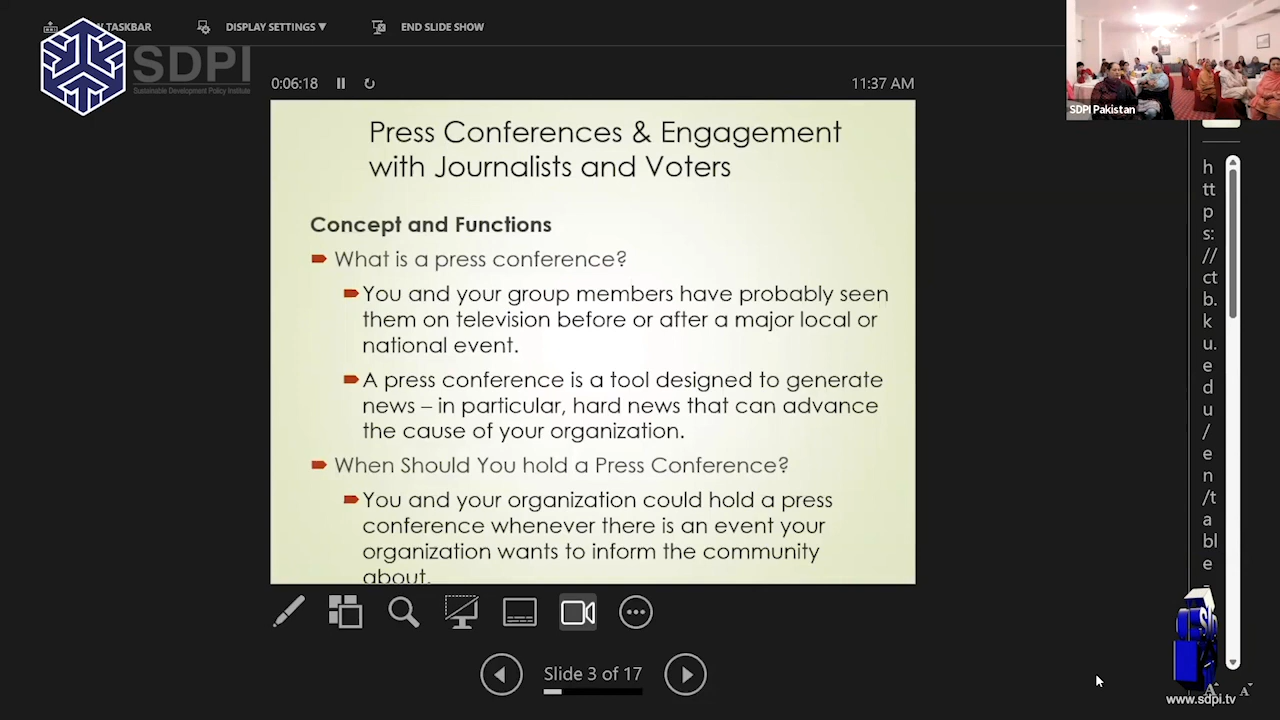 W TASKBAR
DISPLAY SETTINGS ▼
END SLIDE SHOW
SDPI
Sustainable Development Policy Institute
0:06:18
11:37 AM
SDPI Pakistan
Press Conferences & Engagement
with Journalists and Voters
Concept and Functions
What is a press conference?
You and your group members have probably seen
them on television before or after a major local or
national event.
A press conference is a tool designed to generate
news – in particular, hard news that can advance
the cause of your organization.
When Should You hold a Press Conference?
You and your organization could hold a press
conference whenever there is an event your
organization wants to inform the community
about.
h
tt
p
s:
//
ct
b.
k
u.
e
d
u
/
e
n
/t
a
bl
e
-
Slide 3 of 17
A A
www.sdpi.tv